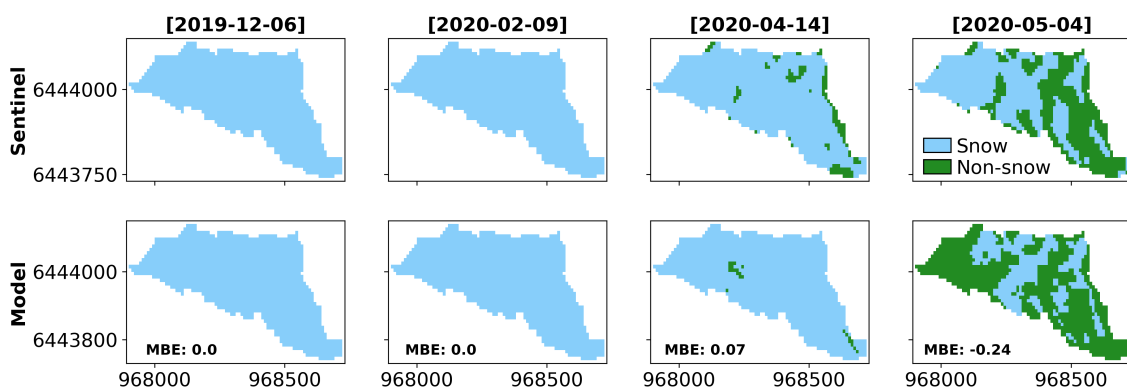 [2019-12-06] [2020-02-09] [2020-04-14] [2020-05-04]
Sentinel
6444000
6443750
Snow
Non-snow
Model
6444000
6443800
MBE: 0.0 MBE: 0.0 MBE: 0.07 MBE: -0.24
968000 968500 968000 968500 968000 968500 968000 968500